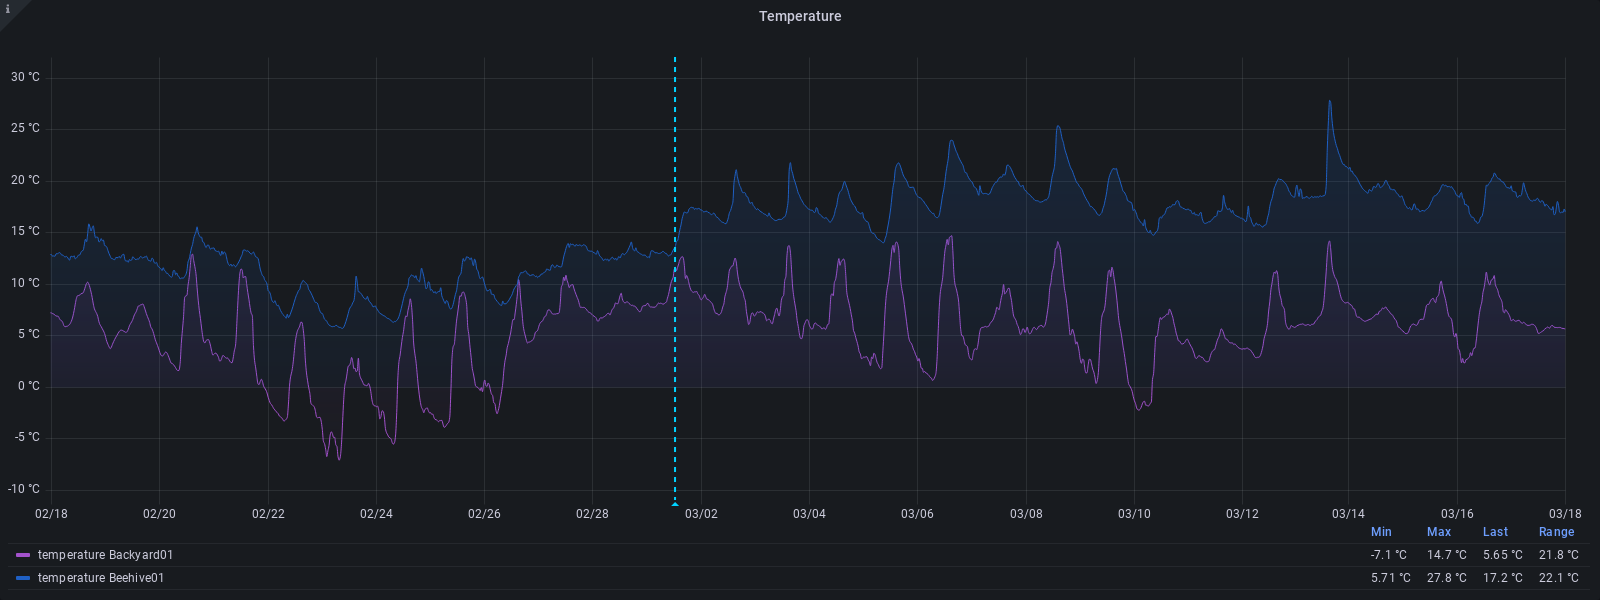 i
Temperature
30 °C
25 °C
20 °C
15 °C
10 °C
5 °C
0 °C
-5 °C
-10 °C
02/18 02/20 02/22 02/24 02/26 02/28 03/02 03/04 03/06 03/08 03/10 03/12 03/14 03/16 03/18
Min Max Last Range
temperature Backyard01 -7.1 °C 14.7 °C 5.65 °C 21.8 °C
temperature Beehive01 5.71 °C 27.8 °C 17.2 °C 22.1 °C